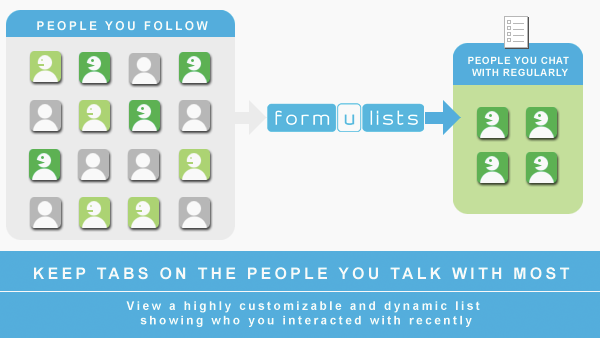 PEOPLE YOU FOLLOW
PEOPLE YOU CHAT
WITH REGULARLY
form u lists
KEEP TABS ON THE PEOPLE YOU TALK WITH MOST
View a highly customizable and dynamic list
showing who you interacted with recently